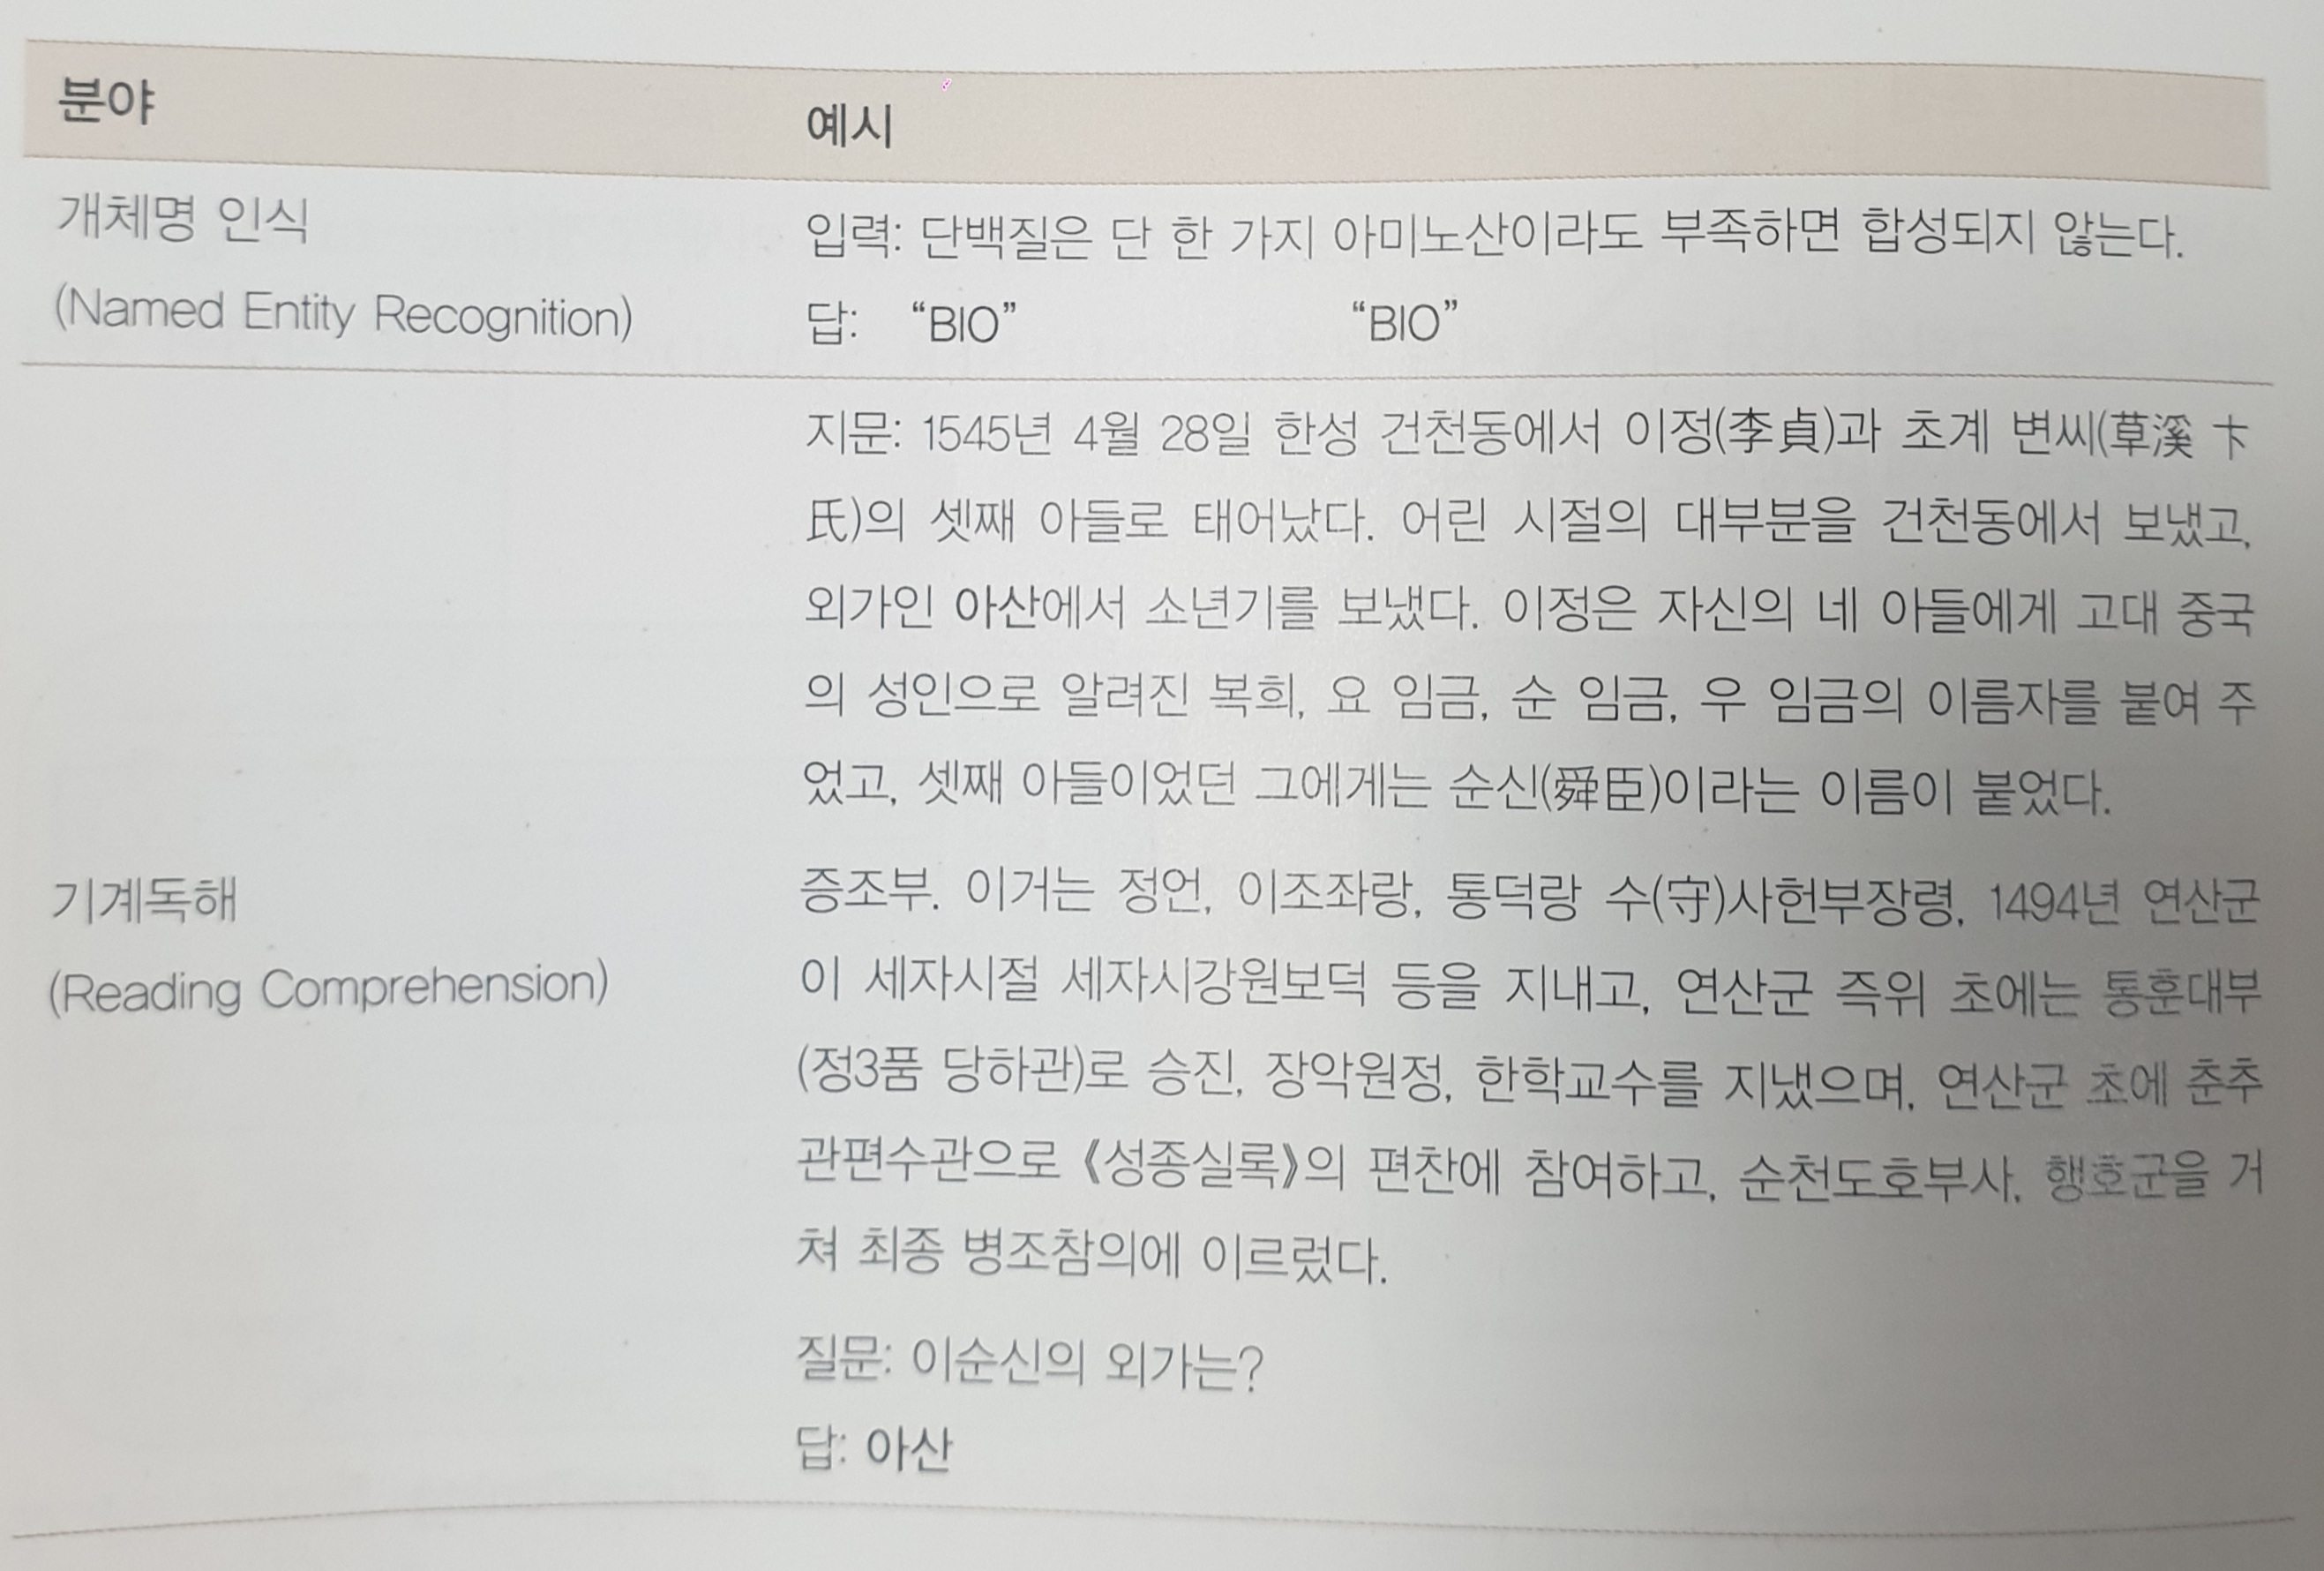 분야 예시
개체명 인식
(Named Entity Recognition)
입력: 단백질은 단 한 가지 아미노산이라도 부족하면 합성되지 않는다.
답: “BIO” “BIO”
기계독해
(Reading Comprehension)
지문: 1545년 4월 28일 한성 건천동에서 이정(李貞)과 초계 변씨(草溪 卞
氏)의 셋째 아들로 태어났다. 어린 시절의 대부분을 건천동에서 보냈고,
외가인 아산에서 소년기를 보냈다. 이정은 자신의 네 아들에게 고대 중국
의 성인으로 알려진 복희, 요 임금, 순 임금, 우 임금의 이름자를 붙여 주
었고, 셋째 아들이었던 그에게는 순신(舜臣)이라는 이름이 붙었다.
증조부. 이거는 정언, 이조좌랑, 통덕랑 수(守)사헌부장령, 1494년 연산군
이 세자시절 세자시강원보덕 등을 지내고, 연산군 즉위 초에는 통훈대부
(정3품 당하관)로 승진, 장악원정, 한학교수를 지냈으며, 연산군 초에 춘추
관편수관으로 《성종실록》의 편찬에 참여하고, 순천도호부사, 행호군을 거
쳐 최종 병조참의에 이르렀다.
질문: 이순신의 외가는?
답: 아산